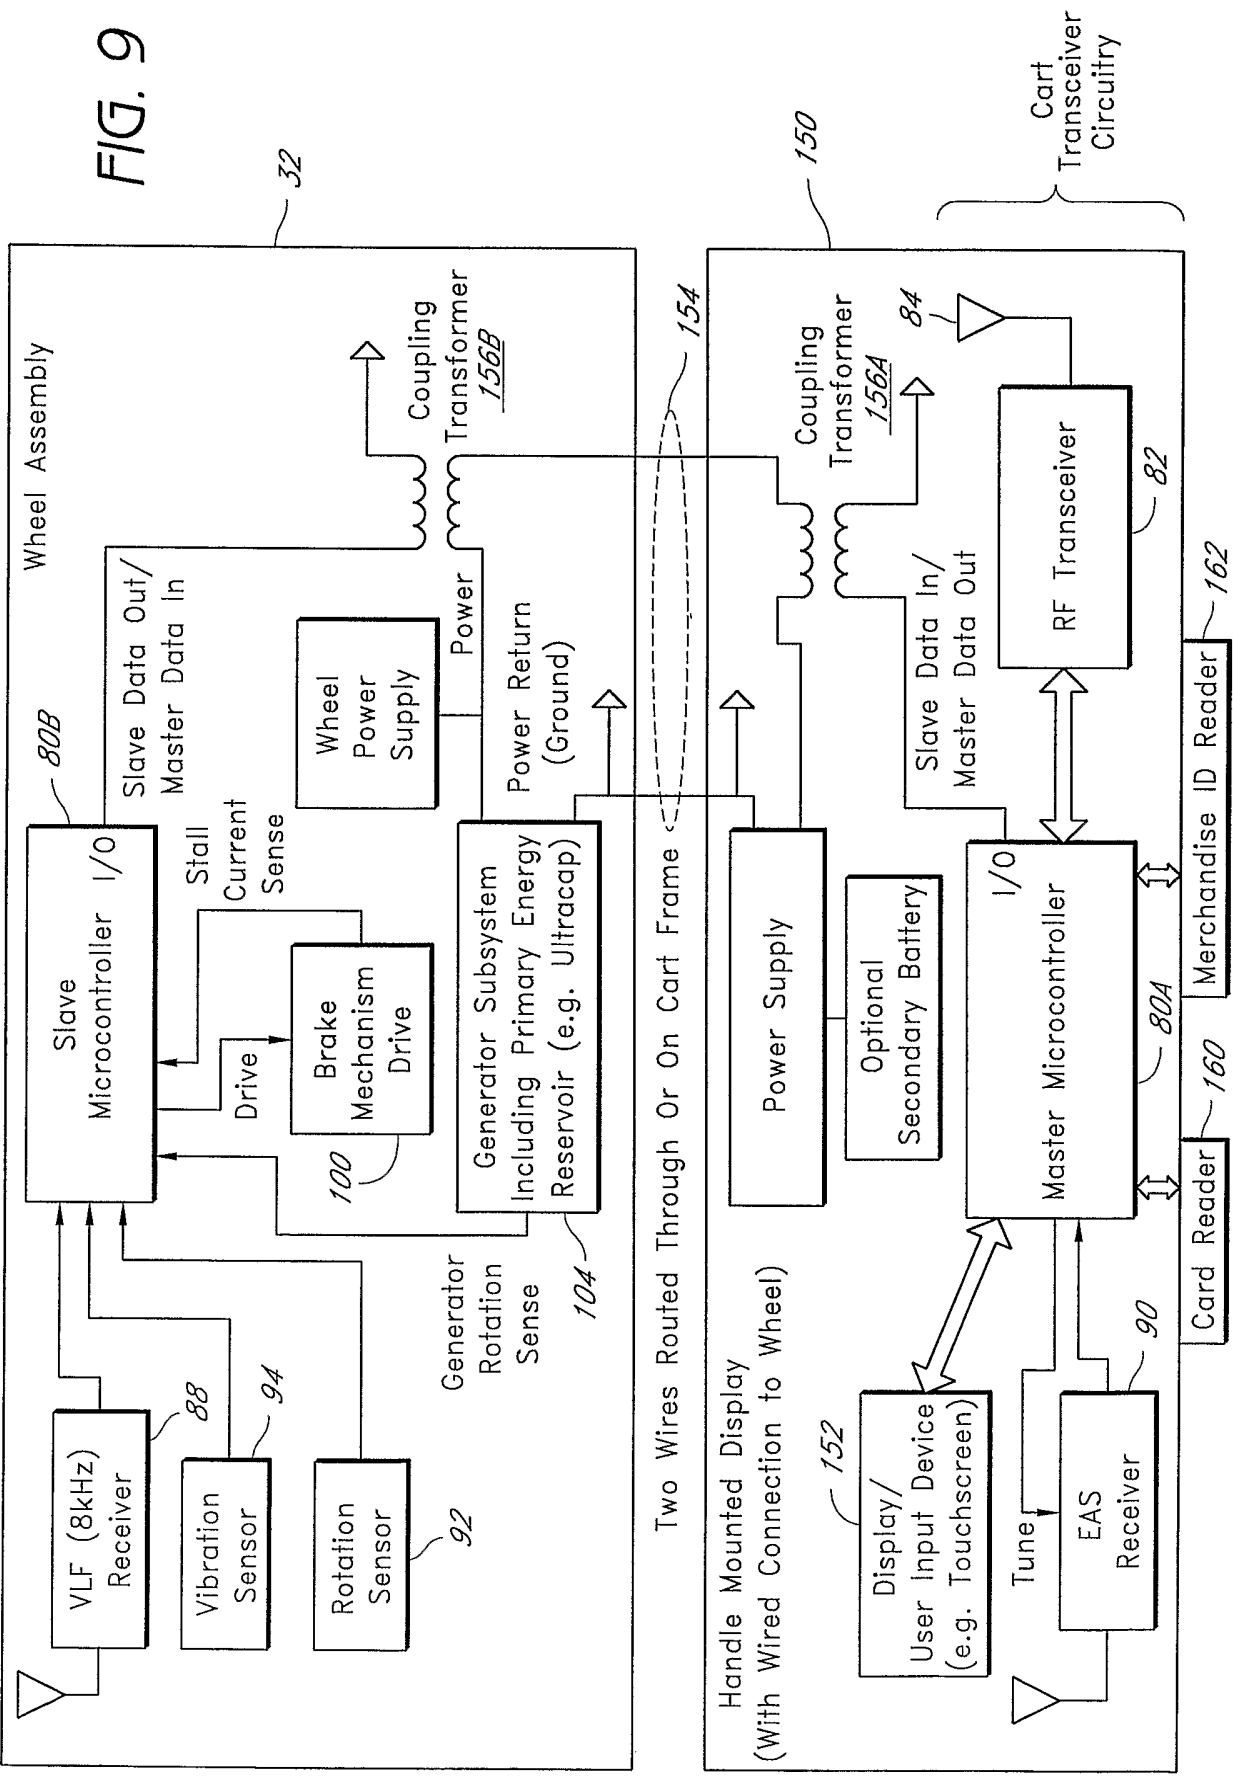 FIG. 9
Wheel Assembly
32
VLF (8kHz)
Receiver
88
Vibration
Sensor
94
Rotation
Sensor
92
Slave
Microcontroller
I/O
80B
Slave Data Out/
Master Data In
Stall
Current
Sense
Drive
Brake
Mechanism
Drive
100
Wheel
Power
Supply
Power
Coupling
Transformer
156B
Generator Subsystem
Including Primary Energy
Reservoir (e.g. Ultracap)
104
Generator
Rotation
Sense
Power Return
(Ground)
Two Wires Routed Through Or On Cart Frame
154
Handle Mounted Display
(With Wired Connection to Wheel)
150
Power Supply
Optional
Secondary Battery
Coupling
Transformer
156A
Slave Data In/
Master Data Out
Display/
User Input Device
(e.g. Touchscreen)
152
Master Microcontroller
I/O
80A
RF Transceiver
82
84
Tune
EAS
Receiver
90
Card Reader
160
Merchandise ID Reader
162
Cart
Transceiver
Circuitry